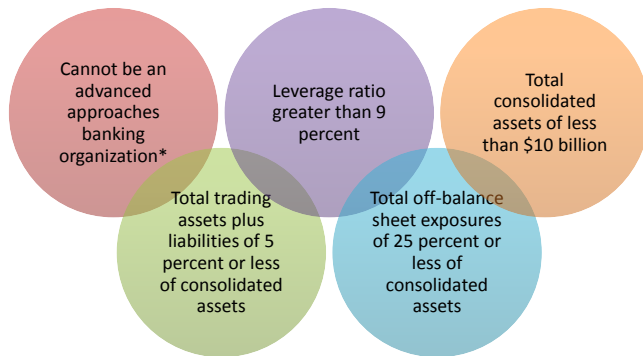 Cannot be an
advanced
approaches
banking
organization*
Leverage ratio
greater than 9
percent
Total
consolidated
assets of less
than $10 billion
Total trading
assets plus
liabilities of 5
percent or less
of consolidated
assets
Total off-balance
sheet exposures
of 25 percent or
less of
consolidated
assets